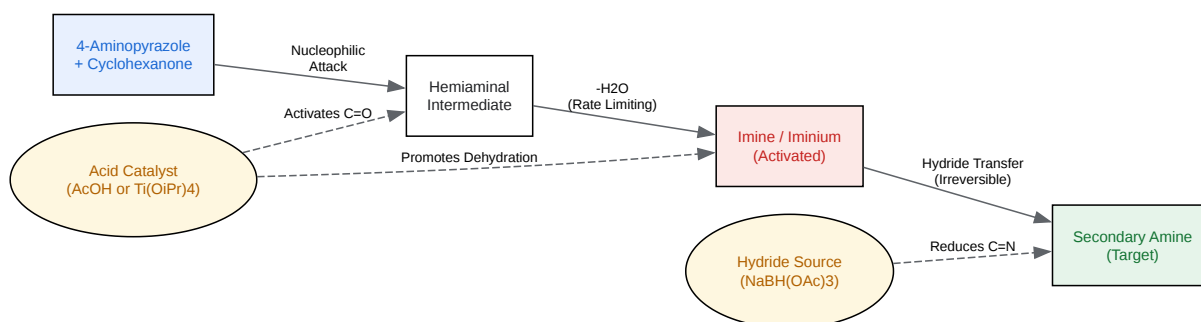 4-Aminopyrazole
+ Cyclohexanone
Nucleophilic
Attack
Hemiaminal
Intermediate
Activates C=O
-H2O
(Rate Limiting)
Acid Catalyst
(AcOH or Ti(OiPr)4)
Promotes Dehydration
Imine / Iminium
(Activated)
Hydride Transfer
(Irreversible)
Hydride Source
(NaBH(OAc)3)
Reduces C=N
Secondary Amine
(Target)